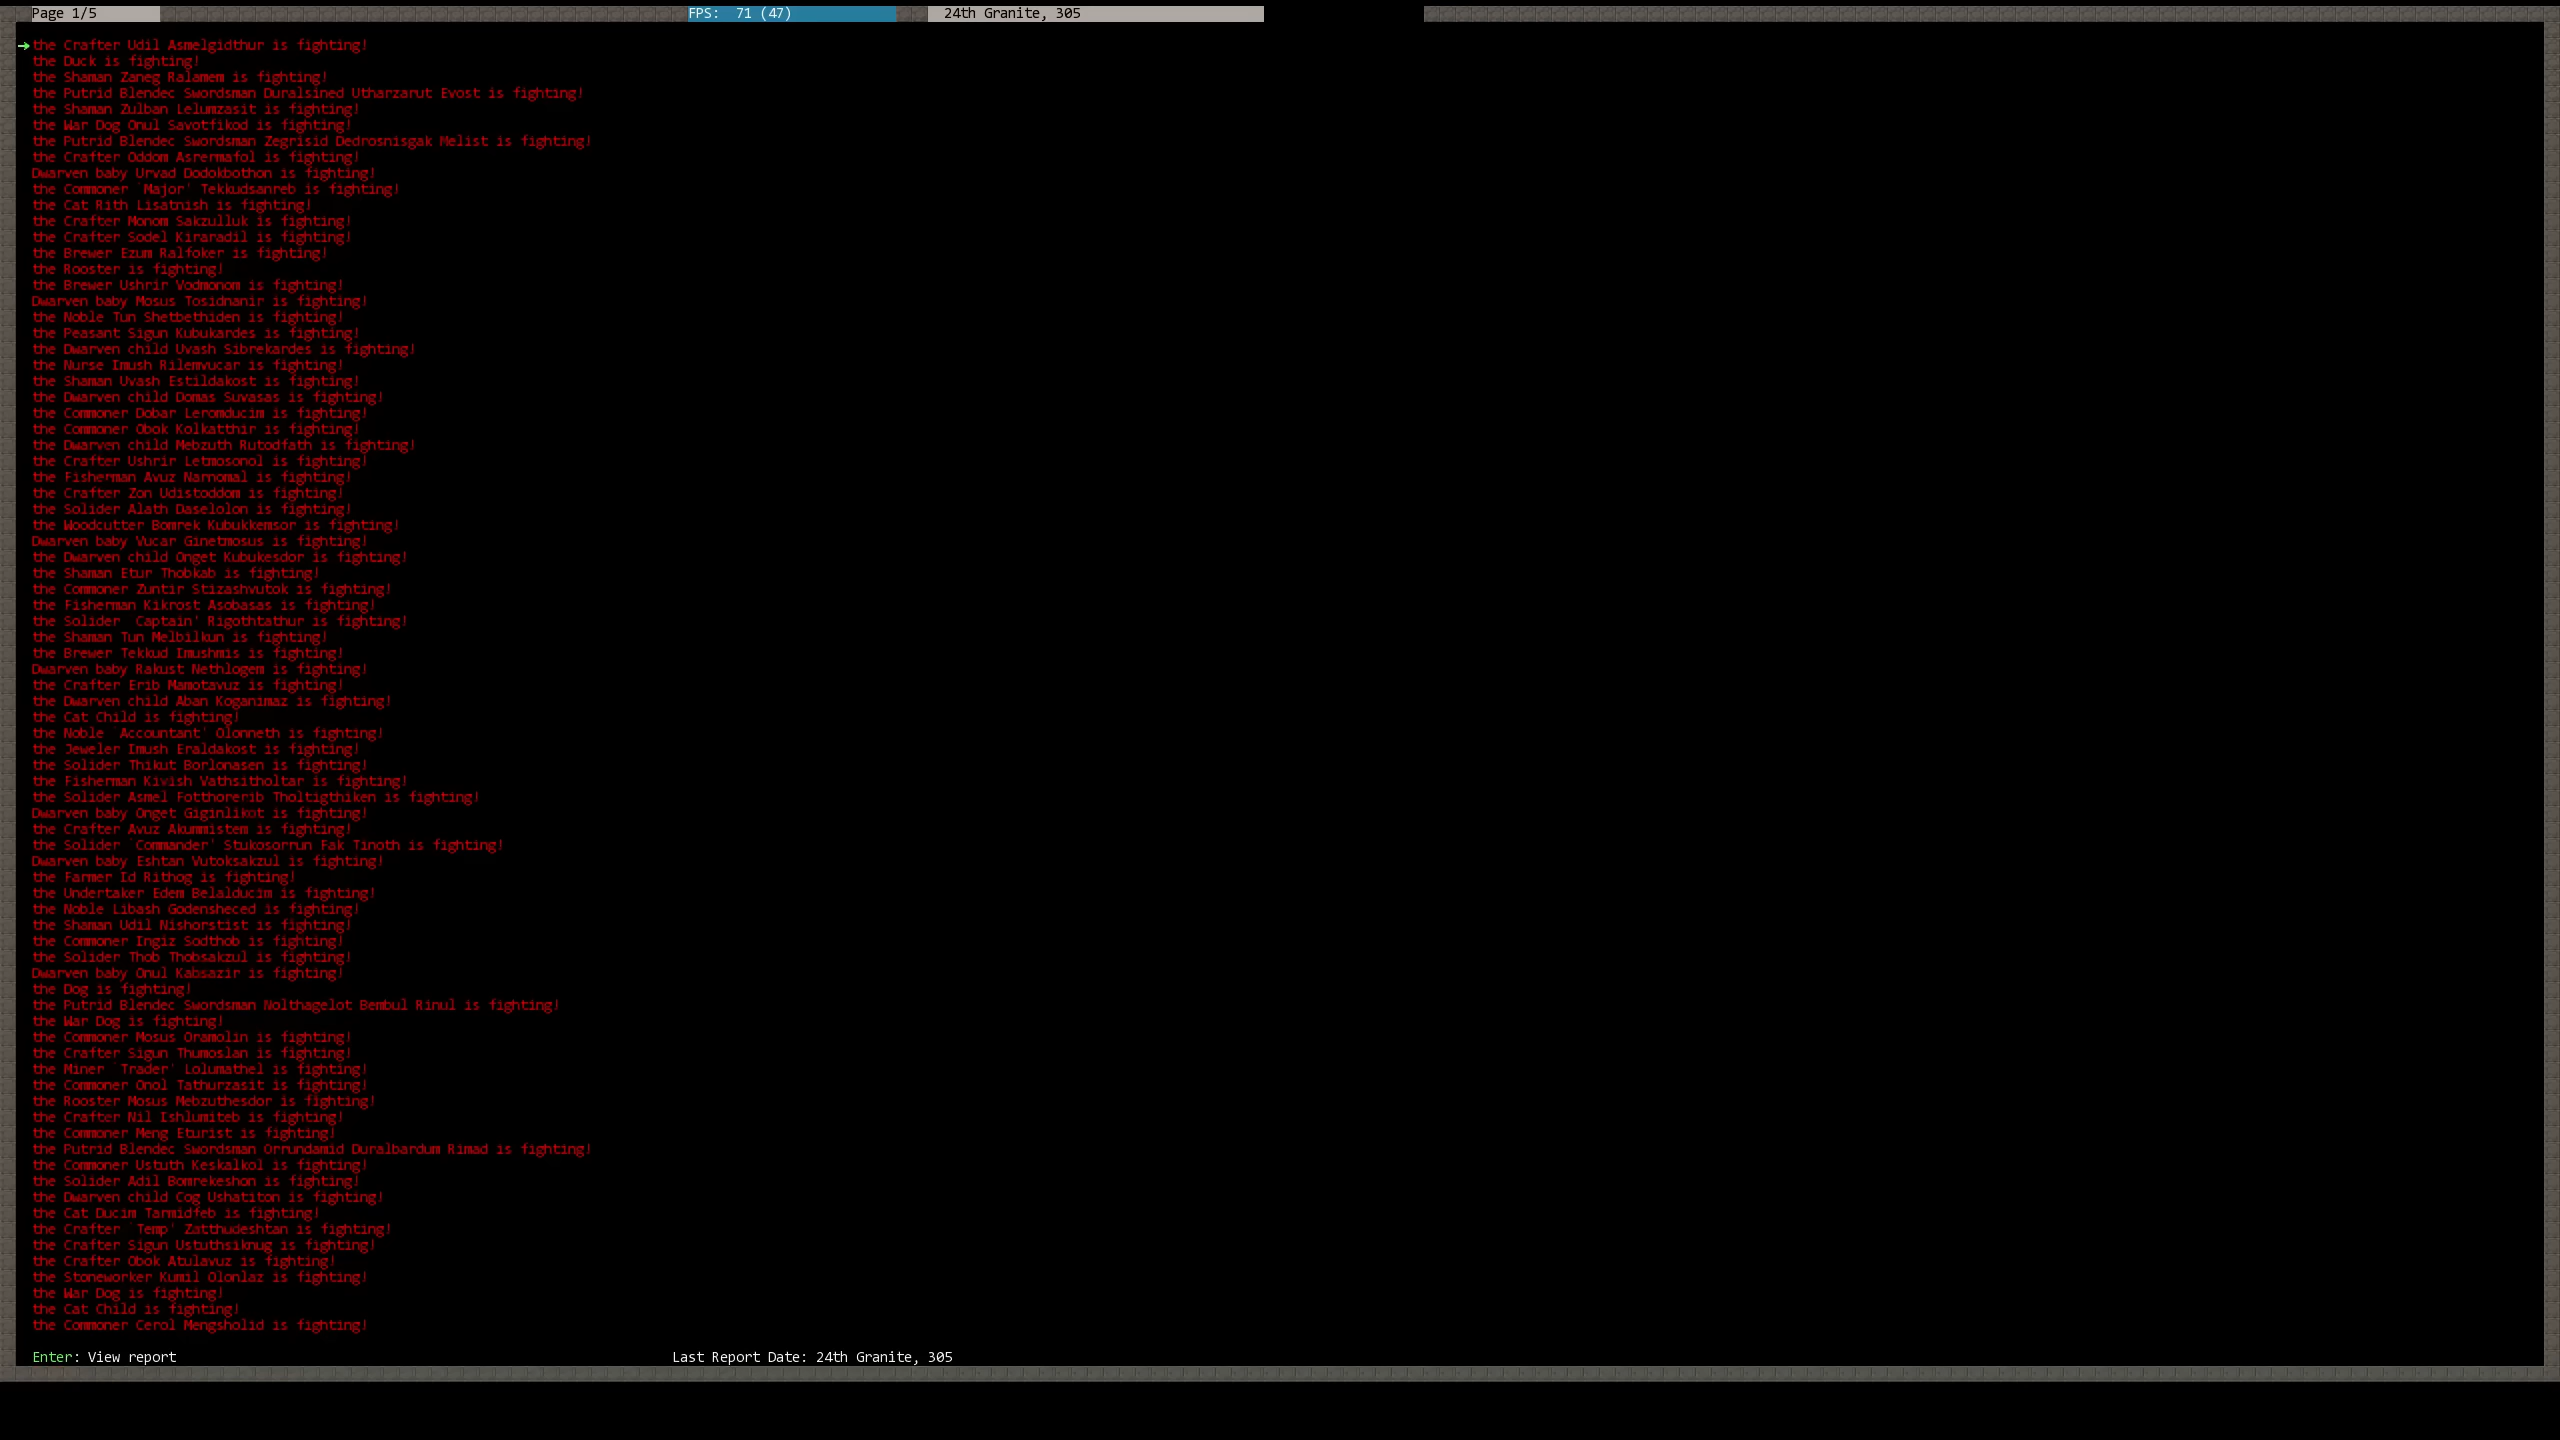 Page 1/5 FPS: 71 (47) 24th Granite, 305
the Crafter Udil Asmelgidthur is fighting!
the Duck is fighting!
the Shaman Zaneg Ralamem is fighting!
the Putrid Blendec Swordsman Duralsined Utharzarut Evost is fighting!
the Shaman Zulban Lelumzasit is fighting!
the War Dog Onul Savotfikod is fighting!
the Putrid Blendec Swordsman Zegrisid Dedrosnisgak Melist is fighting!
the Crafter Oddom Asrermafol is fighting!
Dwarven baby Urvad Dodokbothon is fighting!
the Commoner `Major' Tekkudsanreb is fighting!
the Cat Rith Lisatnish is fighting!
the Crafter Monom Sakzulluk is fighting!
the Crafter Sodel Kiraradil is fighting!
the Brewer Ezum Ralfoker is fighting!
the Rooster is fighting!
the Brewer Ushrir Vodmonom is fighting!
Dwarven baby Mosus Tosidnanir is fighting!
the Noble Tun Shetbethiden is fighting!
the Peasant Sigun Kubukardes is fighting!
the Dwarven child Uvash Sibrekardes is fighting!
the Nurse Imush Rilemvucar is fighting!
the Shaman Uvash Estildakost is fighting!
the Dwarven child Domas Suvasas is fighting!
the Commoner Dobar Leromducim is fighting!
the Commoner Obok Kolkatthir is fighting!
the Dwarven child Mebzuth Rutodfath is fighting!
the Crafter Ushrir Letmosonol is fighting!
the Fisherman Avuz Narnomal is fighting!
the Crafter Zon Udistoddom is fighting!
the Solider Alath Daselolon is fighting!
the Woodcutter Bomrek Kubukkemsor is fighting!
Dwarven baby Vucar Ginetmosus is fighting!
the Dwarven child Onget Kubukesdor is fighting!
the Shaman Etur Thobkab is fighting!
the Commoner Zuntir Stizashvutok is fighting!
the Fisherman Kikrost Asobasas is fighting!
the Solider `Captain' Rigothtathur is fighting!
the Shaman Tun Melbilkun is fighting!
the Brewer Tekkud Imushmis is fighting!
Dwarven baby Rakust Nethlogem is fighting!
the Crafter Erib Mamotavuz is fighting!
the Dwarven child Aban Koganimaz is fighting!
the Cat Child is fighting!
the Noble `Accountant' Olonneth is fighting!
the Jeweler Imush Eraldakost is fighting!
the Solider Thikut Borlonasen is fighting!
the Fisherman Kivish Vathsitholtar is fighting!
the Solider Asmel Fotthorerib Tholtigthiken is fighting!
Dwarven baby Onget Giginlikot is fighting!
the Crafter Avuz Akummistem is fighting!
the Solider `Commander' Stukosorrun Fak Tinoth is fighting!
Dwarven baby Eshtan Vutoksakzul is fighting!
the Farmer Id Rithog is fighting!
the Undertaker Edem Belalducim is fighting!
the Noble Libash Godensheced is fighting!
the Shaman Udil Nishorstist is fighting!
the Commoner Ingiz Sodthob is fighting!
the Solider Thob Thobsakzul is fighting!
Dwarven baby Onul Kabsazir is fighting!
the Dog is fighting!
the Putrid Blendec Swordsman Nolthagelot Bembul Rinul is fighting!
the War Dog is fighting!
the Commoner Mosus Oramolin is fighting!
the Crafter Sigun Thumoslan is fighting!
the Miner `Trader' Lolumathel is fighting!
the Commoner Onol Tathurzasit is fighting!
the Rooster Mosus Mebzuthesdor is fighting!
the Crafter Nil Ishlumiteb is fighting!
the Commoner Meng Eturist is fighting!
the Putrid Blendec Swordsman Orrundamid Duralbardum Rimad is fighting!
the Commoner Ustuth Keskalkol is fighting!
the Solider Adil Bomrekeshon is fighting!
the Dwarven child Cog Ushatiton is fighting!
the Cat Ducim Tarmidfeb is fighting!
the Crafter `Temp' Zatthudeshtan is fighting!
the Crafter Sigun Ustuthsiknug is fighting!
the Crafter Obok Atulavuz is fighting!
the Stoneworker Kumil Olonlaz is fighting!
the War Dog is fighting!
the Cat Child is fighting!
the Commoner Cerol Mengsholid is fighting!
Enter: View report Last Report Date: 24th Granite, 305